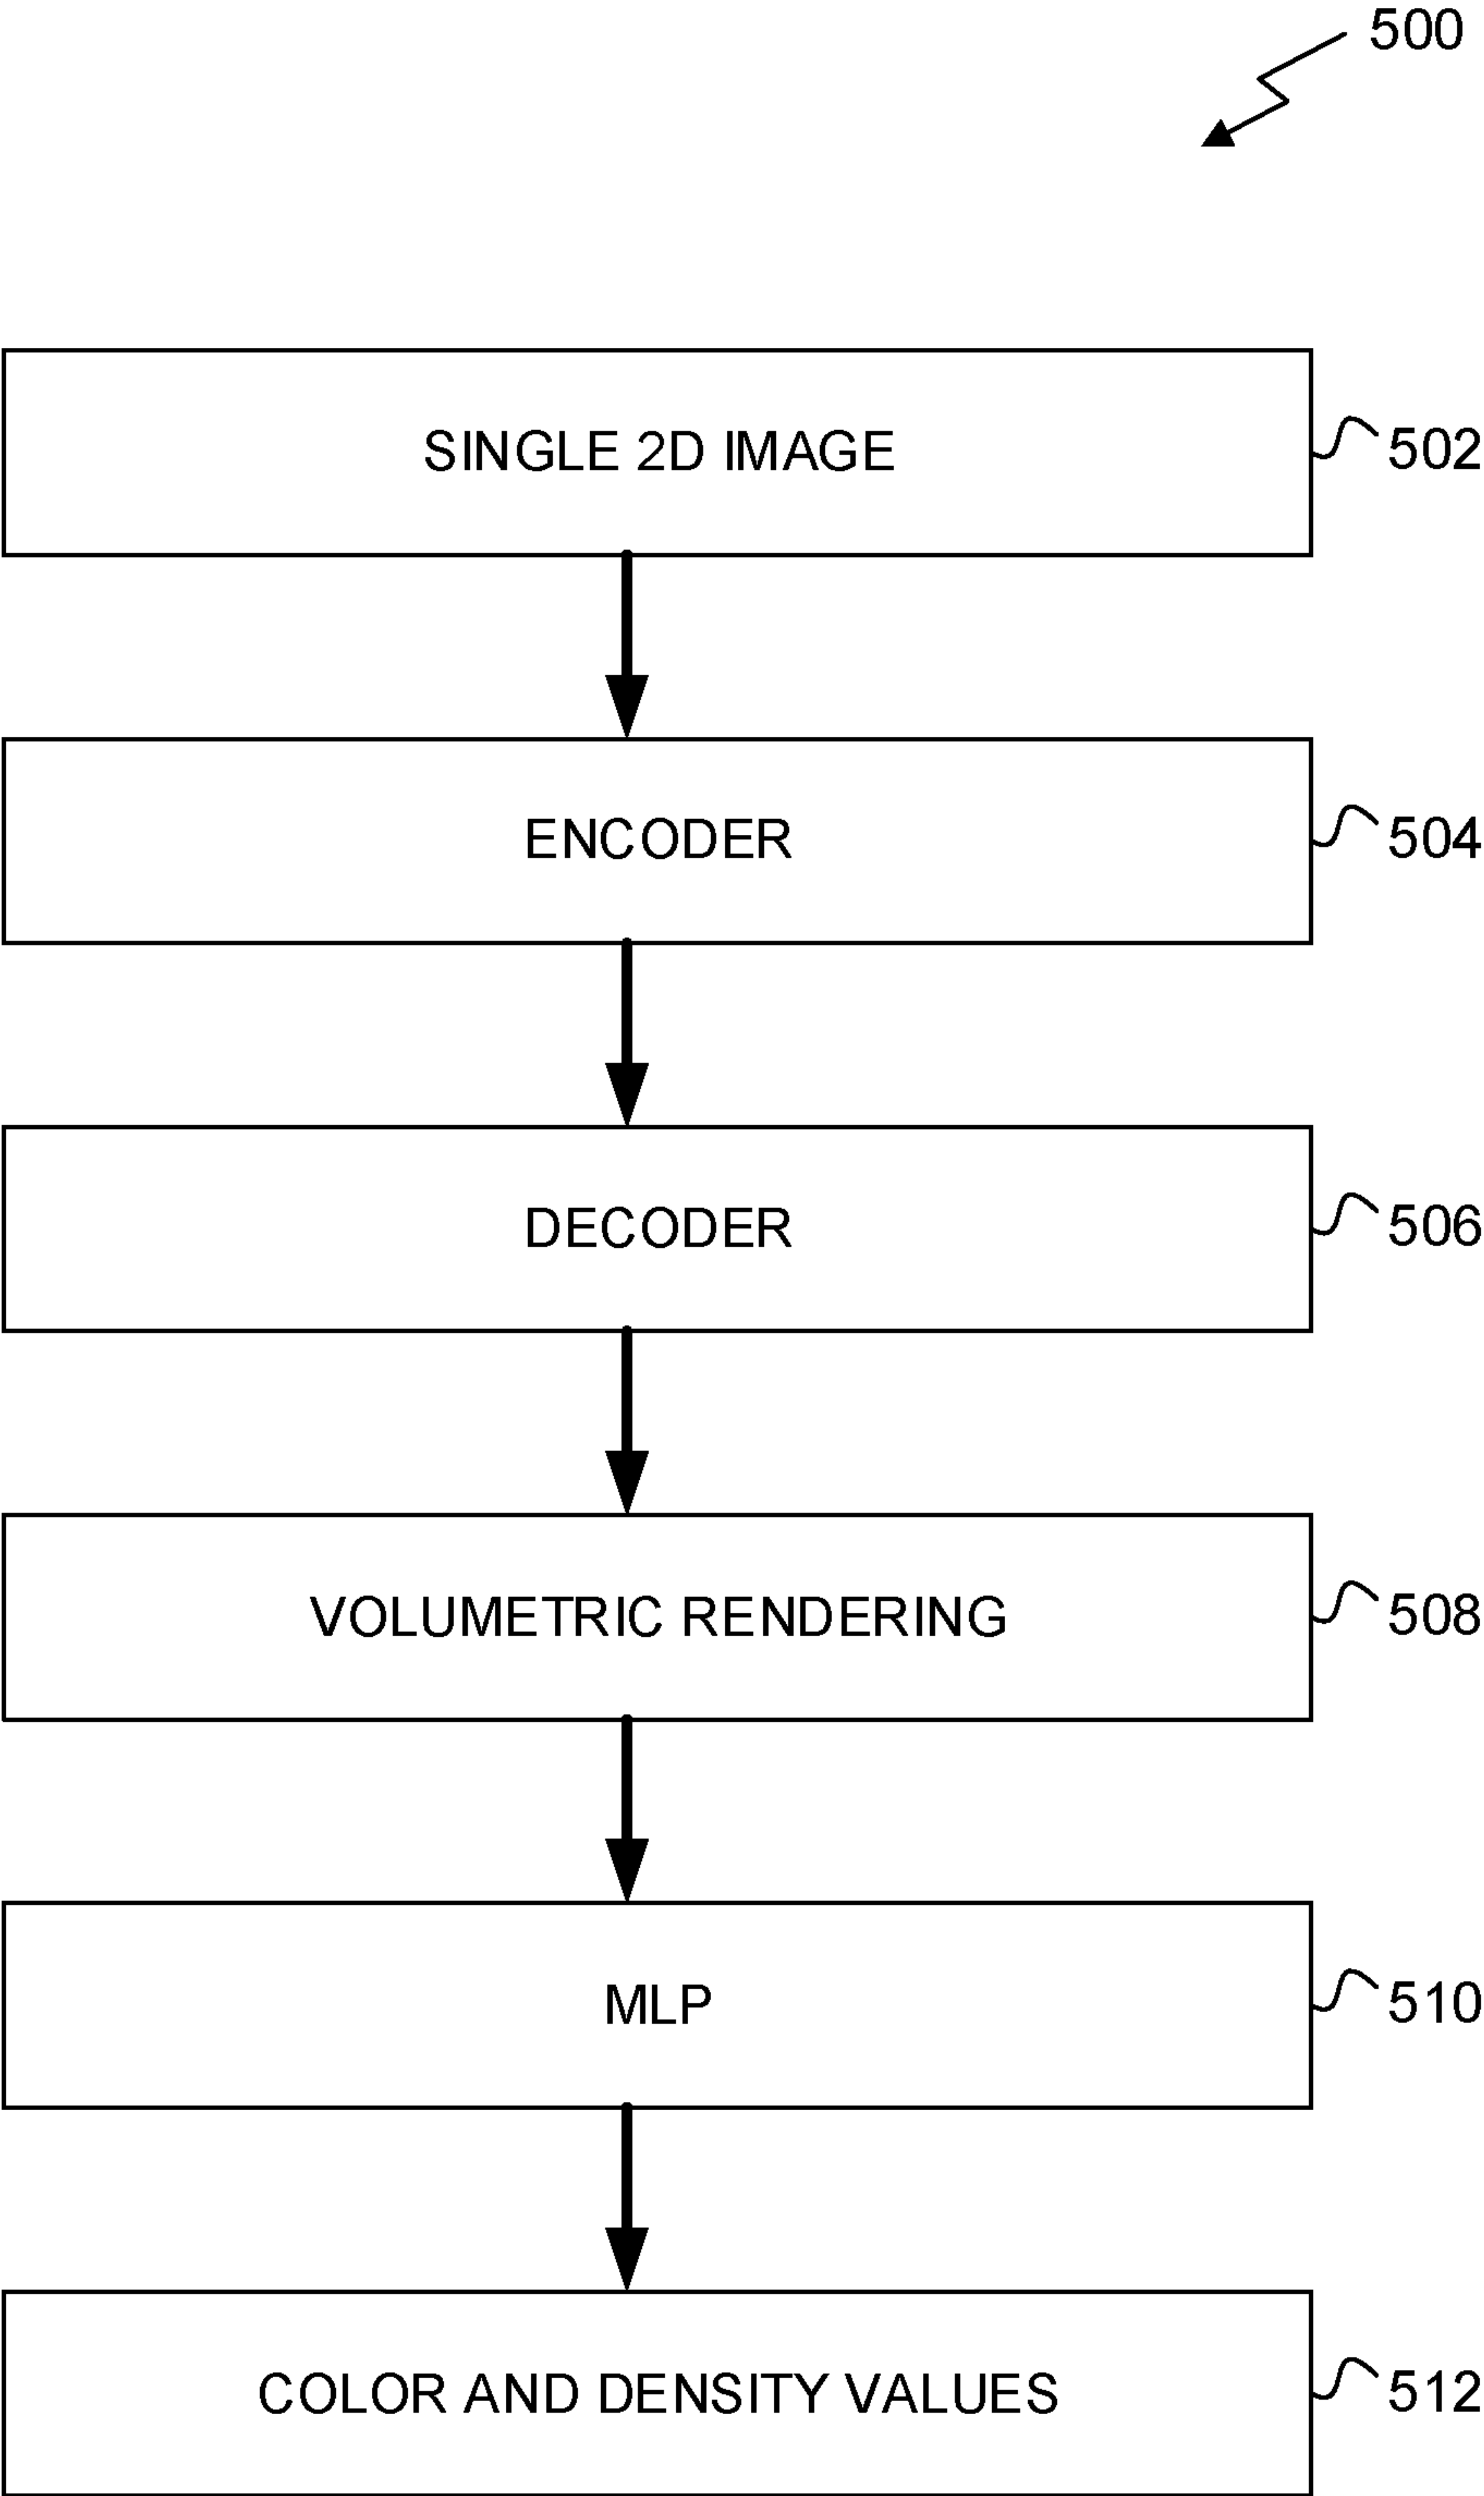 500
SINGLE 2D IMAGE
502
ENCODER
504
DECODER
506
VOLUMETRIC RENDERING
508
MLP
510
COLOR AND DENSITY VALUES
512